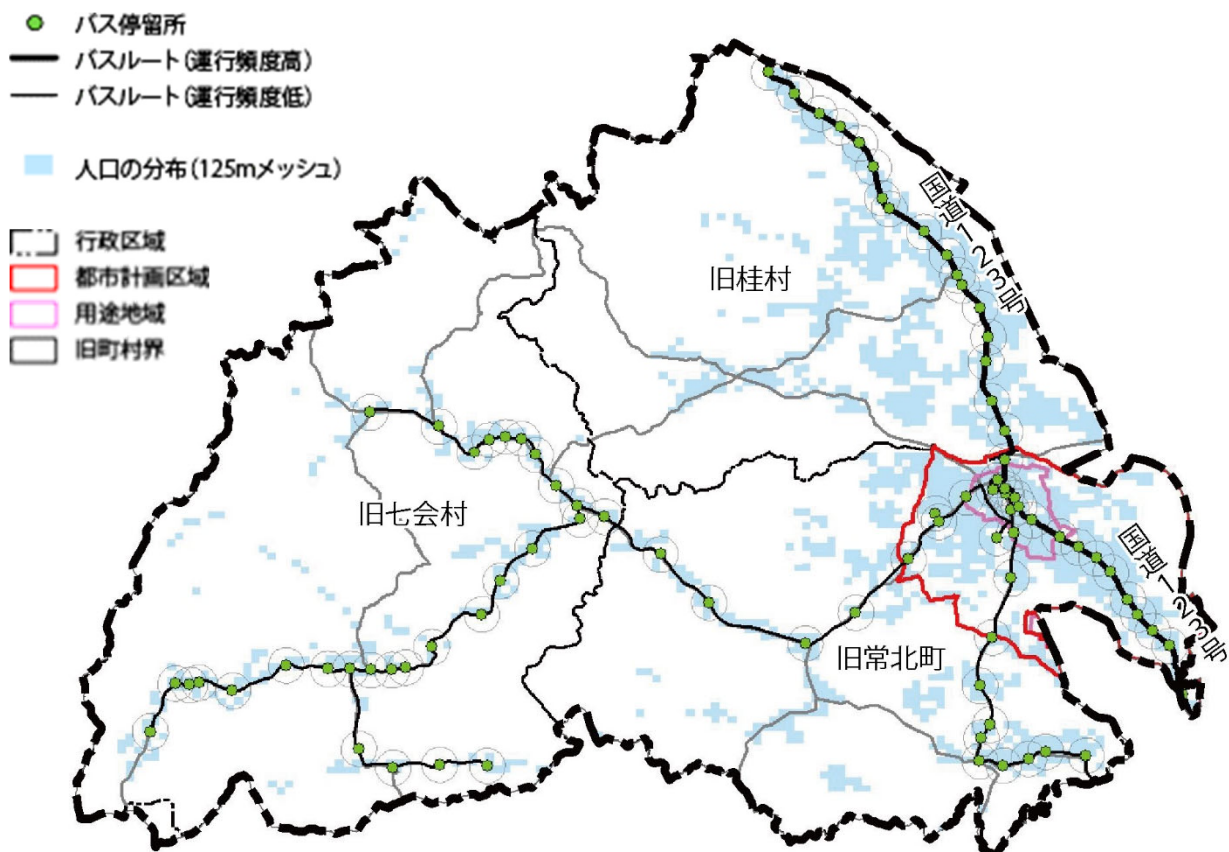 バス停留所
バスルート(運行頻度高)
バスルート(運行頻度低)
人口の分布(125mメッシュ)
行政区域
都市計画区域
用途地域
旧町村界
国道123号
旧桂村
旧七会村
国道123号
旧常北町